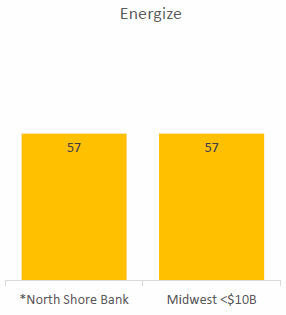 Energize
57
57
*North Shore Bank
Midwest <$10B